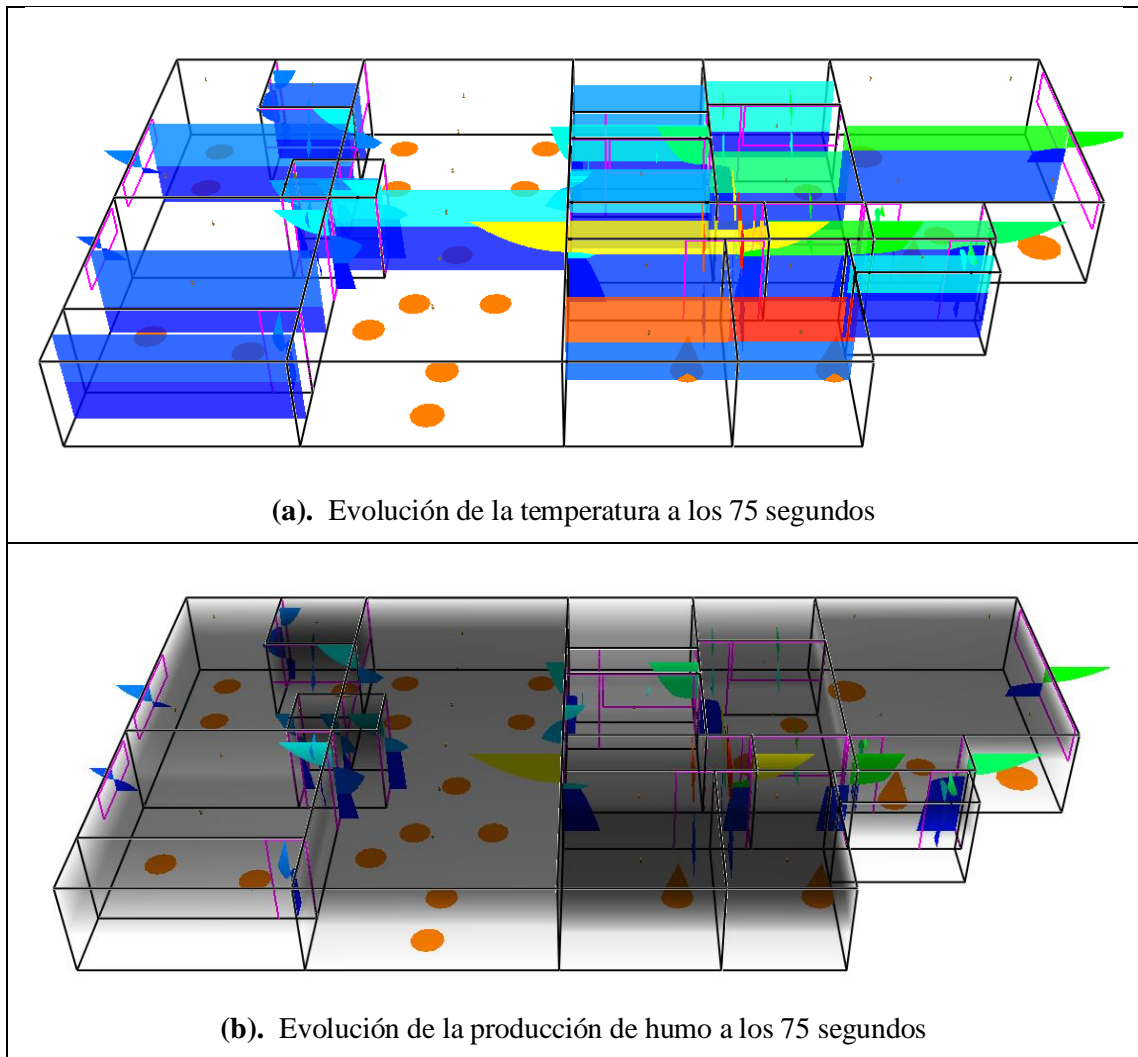 (a). Evolución de la temperatura a los 75 segundos
(b). Evolución de la producción de humo a los 75 segundos